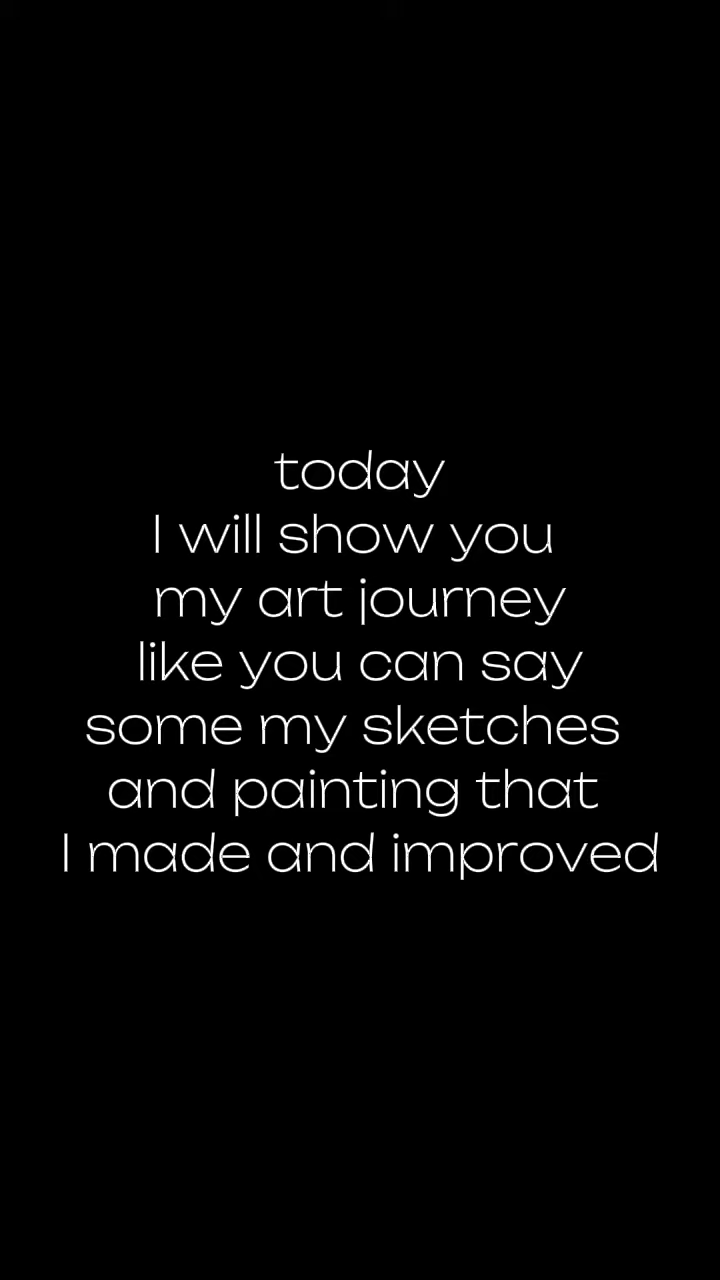 today
I will show you
my art journey
like you can say
some my sketches
and painting that
I made and improved